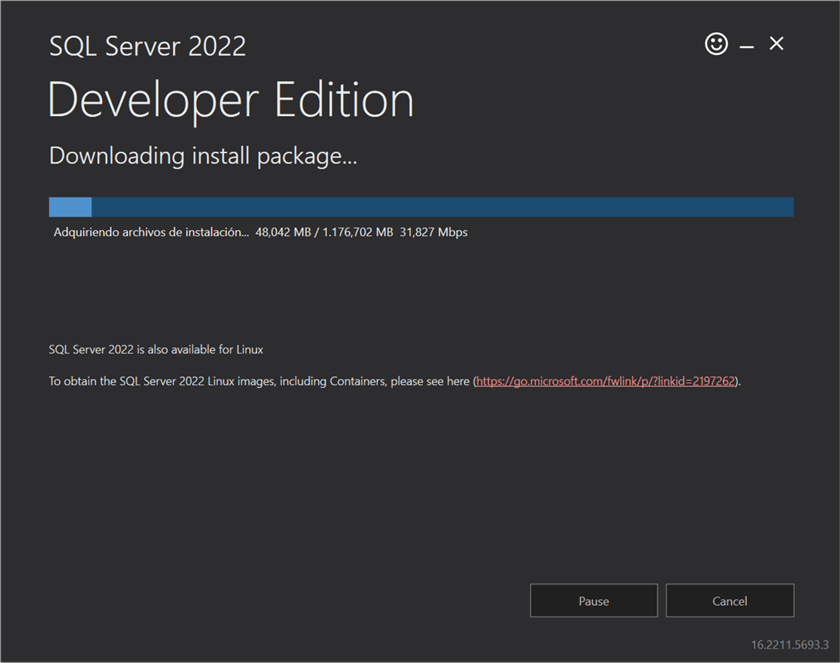 SQL Server 2022
Developer Edition
Downloading install package...
Adquiriendo archivos de instalación... 48,042 MB / 1.176,702 MB 31,827 Mbps
SQL Server 2022 is also available for Linux
To obtain the SQL Server 2022 Linux images, including Containers, please see here (https://go.microsoft.com/fwlink/p/?linkid=2197262).
Pause
Cancel
16.2211.5693.3